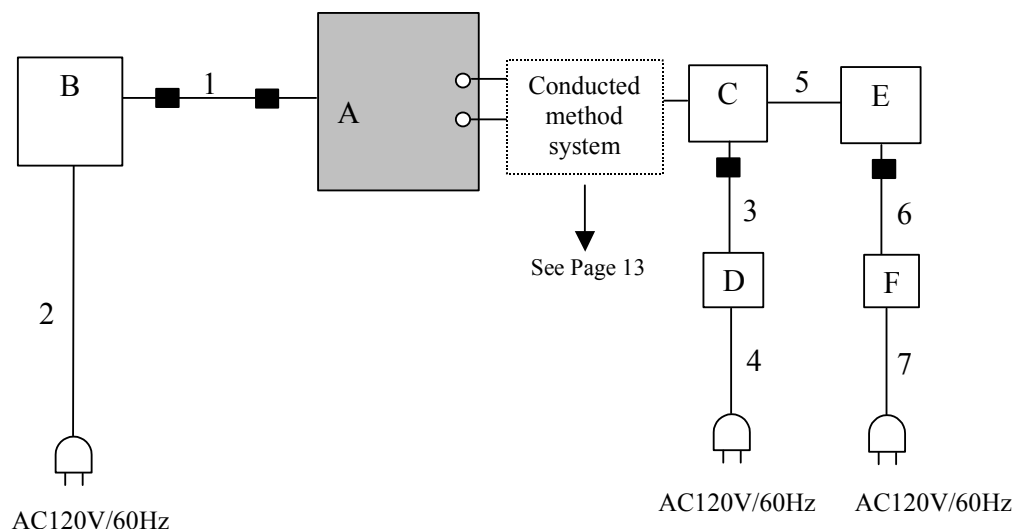 B
1
A
Conducted
method
system
C
5
E
3
6
See Page 13
D
F
2
4
7
AC120V/60Hz
AC120V/60Hz
AC120V/60Hz